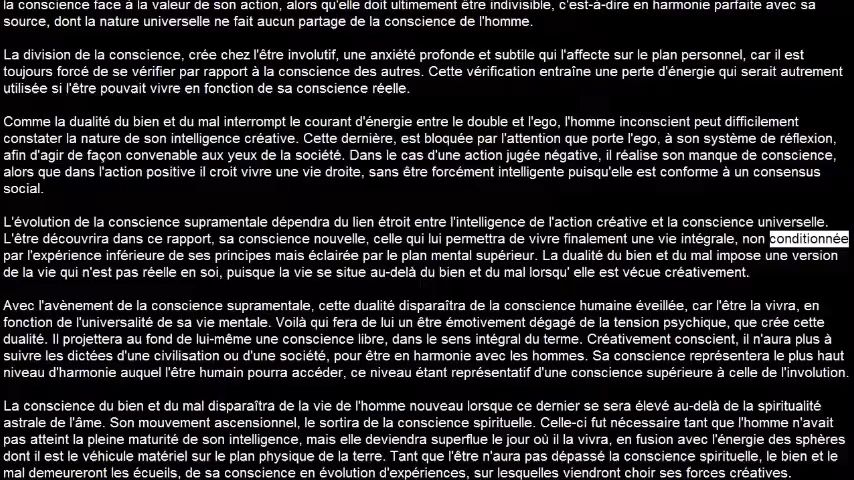 la conscience face à la valeur de son action, alors qu'elle doit ultimement être indivisible, c'est-à-dire en harmonie parfaite avec sa
source, dont la nature universelle ne fait aucun partage de la conscience de l'homme.
La division de la conscience, crée chez l'être involutif, une anxiété profonde et subtile qui l'affecte sur le plan personnel, car il est
toujours forcé de se vérifier par rapport à la conscience des autres. Cette vérification entraîne une perte d'énergie qui serait autrement
utilisée si l'être pouvait vivre en fonction de sa conscience réelle.
Comme la dualité du bien et du mal interrompt le courant d'énergie entre le double et l'ego, l'homme inconscient peut difficilement
constater la nature de son intelligence créative. Cette dernière, est bloquée par l'attention que porte l'ego, à son système de réflexion,
afin d'agir de façon convenable aux yeux de la société. Dans le cas d'une action jugée négative, il réalise son manque de conscience,
alors que dans l'action positive il croit vivre une vie droite, sans être forcément intelligente puisqu'elle est conforme à un consensus
social.
L'évolution de la conscience supramentale dépendra du lien étroit entre l'intelligence de l'action créative et la conscience universelle.
L'être découvrira dans ce rapport, sa conscience nouvelle, celle qui lui permettra de vivre finalement une vie intégrale, non conditionnée
par l'expérience inférieure de ses principes mais éclairée par le plan mental supérieur. La dualité du bien et du mal impose une version
de la vie qui n'est pas réelle en soi, puisque la vie se situe au-delà du bien et du mal lorsqu' elle est vécue créativement.
Avec l'avènement de la conscience supramentale, cette dualité disparaîtra de la conscience humaine éveillée, car l'être la vivra, en
fonction de l'universalité de sa vie mentale. Voilà qui fera de lui un être émotivement dégagé de la tension psychique, que crée cette
dualité. Il projettera au fond de lui-même une conscience libre, dans le sens intégral du terme. Créativement conscient, il n'aura plus à
suivre les dictées d'une civilisation ou d'une société, pour être en harmonie avec les hommes. Sa conscience représentera le plus haut
niveau d'harmonie auquel l'être humain pourra accéder, ce niveau étant représentatif d'une conscience supérieure à celle de l'involution.
La conscience du bien et du mal disparaîtra de la vie de l'homme nouveau lorsque ce dernier se sera élevé au-delà de la spiritualité
astrale de l'âme. Son mouvement ascensionnel, le sortira de la conscience spirituelle. Celle-ci fut nécessaire tant que l'homme n'avait
pas atteint la pleine maturité de son intelligence, mais elle deviendra superflue le jour où il la vivra, en fusion avec l'énergie des sphères
dont il est le véhicule matériel sur le plan physique de la terre. Tant que l'être n'aura pas dépassé la conscience spirituelle, le bien et le
mal demeureront les écueils, de sa conscience en évolution d'expériences, sur lesquelles viendront choir ses forces créatives.